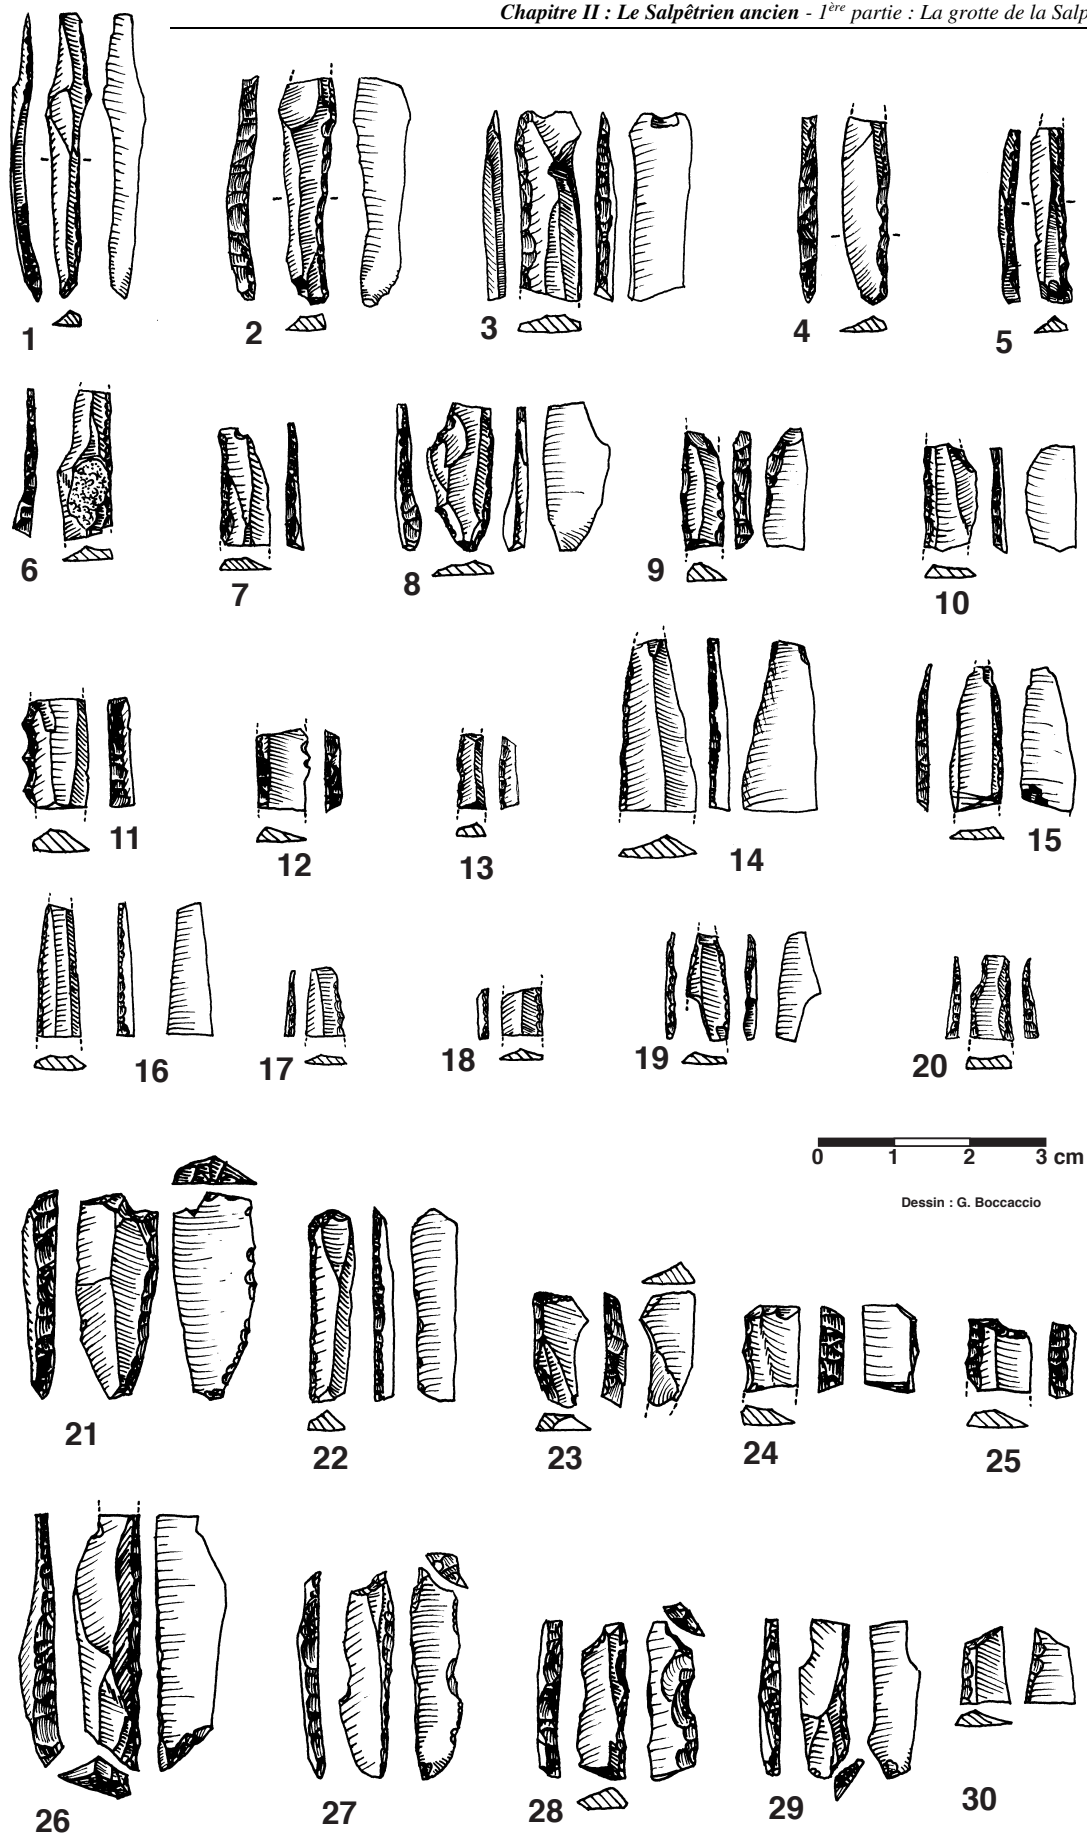 Chapitre II : Le Salpêtrien ancien - 1ère partie : La grotte de la Salp
1 2 3 4 5
6 7 8 9 10
11 12 13 14 15
16 17 18 19 20
0 1 2 3 cm
Dessin : G. Boccaccio
21 22 23 24 25
26 27 28 29 30